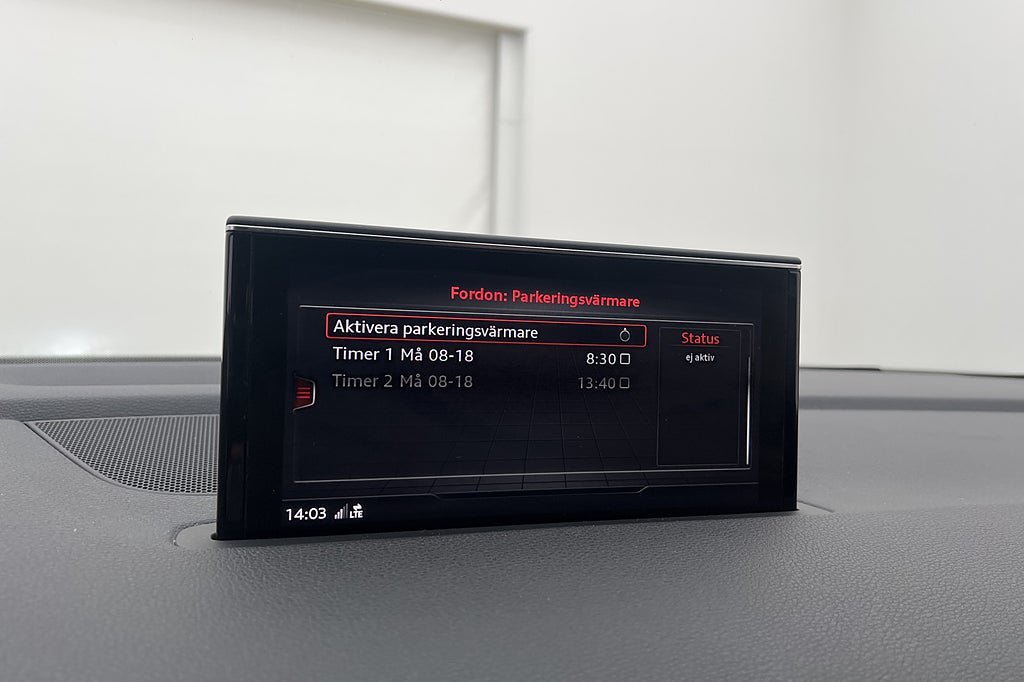 Fordon: Parkeringsvärmare
Aktivera parkeringsvärmare
Timer 1 Må 08-18 8:30
Timer 2 Må 08-18 13:40
Status
ej aktiv
14:03 LTE